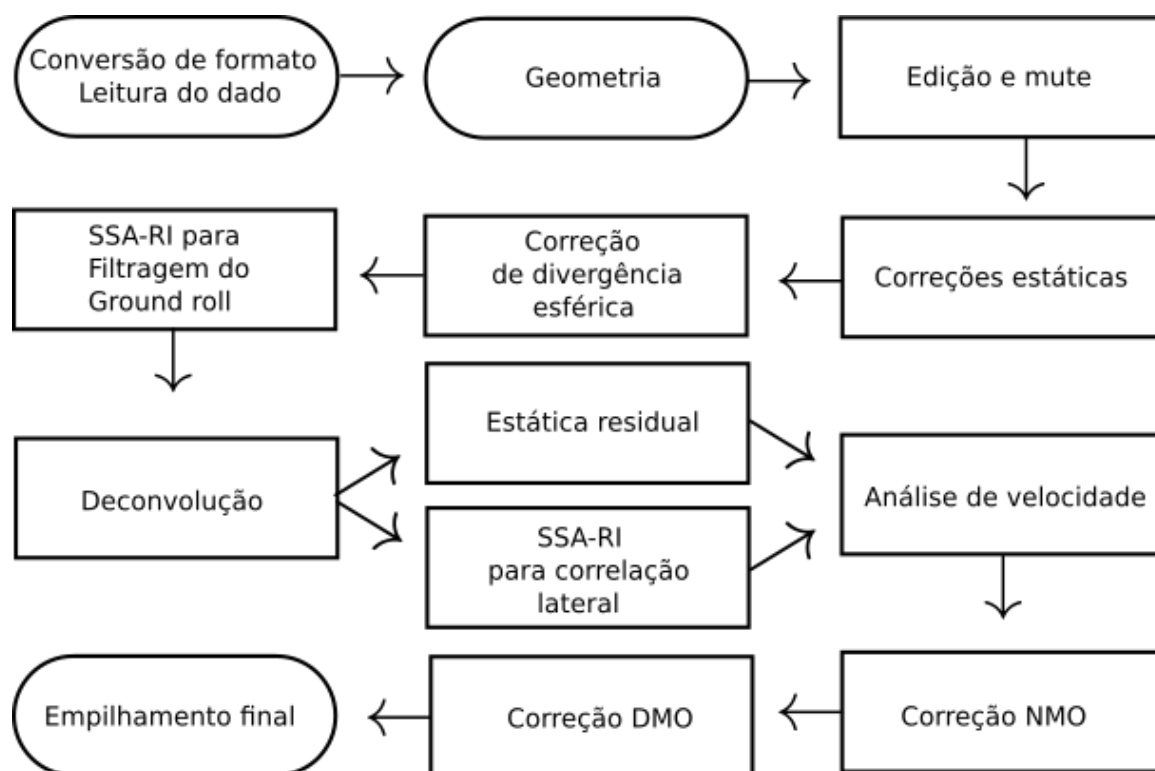 Conversão de formato
Leitura do dado
Geometria
Edição e mute
SSA-RI para
Filtragem do
Ground roll
Correção
de divergência
esférica
Correções estáticas
Deconvolução
Estática residual
SSA-RI
para correlação
lateral
Análise de velocidade
Empilhamento final
Correção DMO
Correção NMO